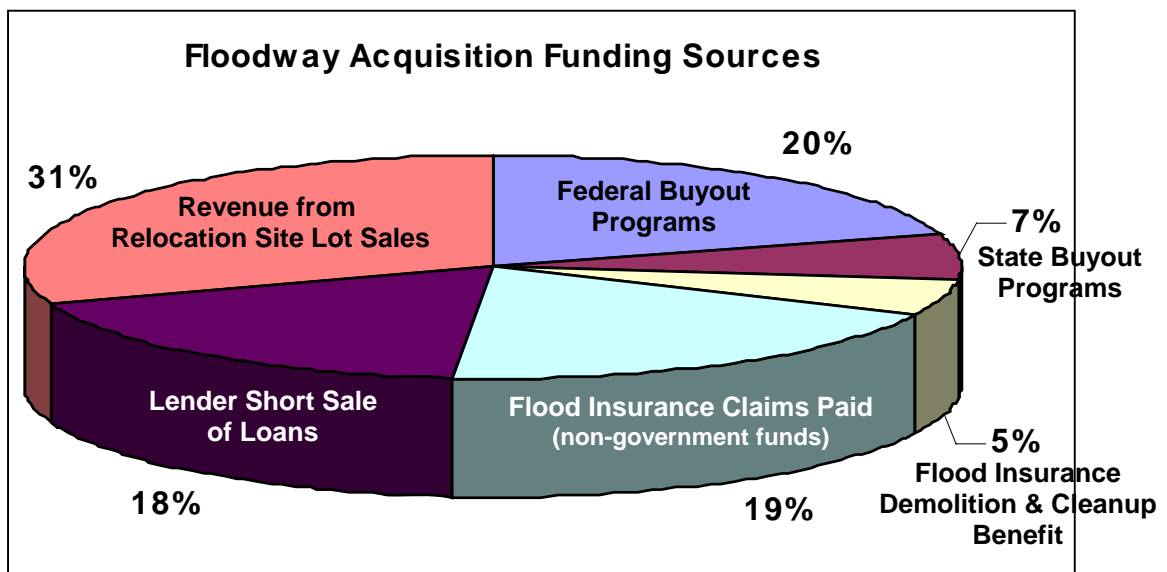 Floodway Acquisition Funding Sources
20%
31%
Federal Buyout
Programs
Revenue from
Relocation Site Lot Sales
7%
State Buyout
Programs
Lender Short Sale
of Loans
Flood Insurance Claims Paid
(non-government funds)
5%
Flood Insurance
Demolition & Cleanup
Benefit
18%
19%